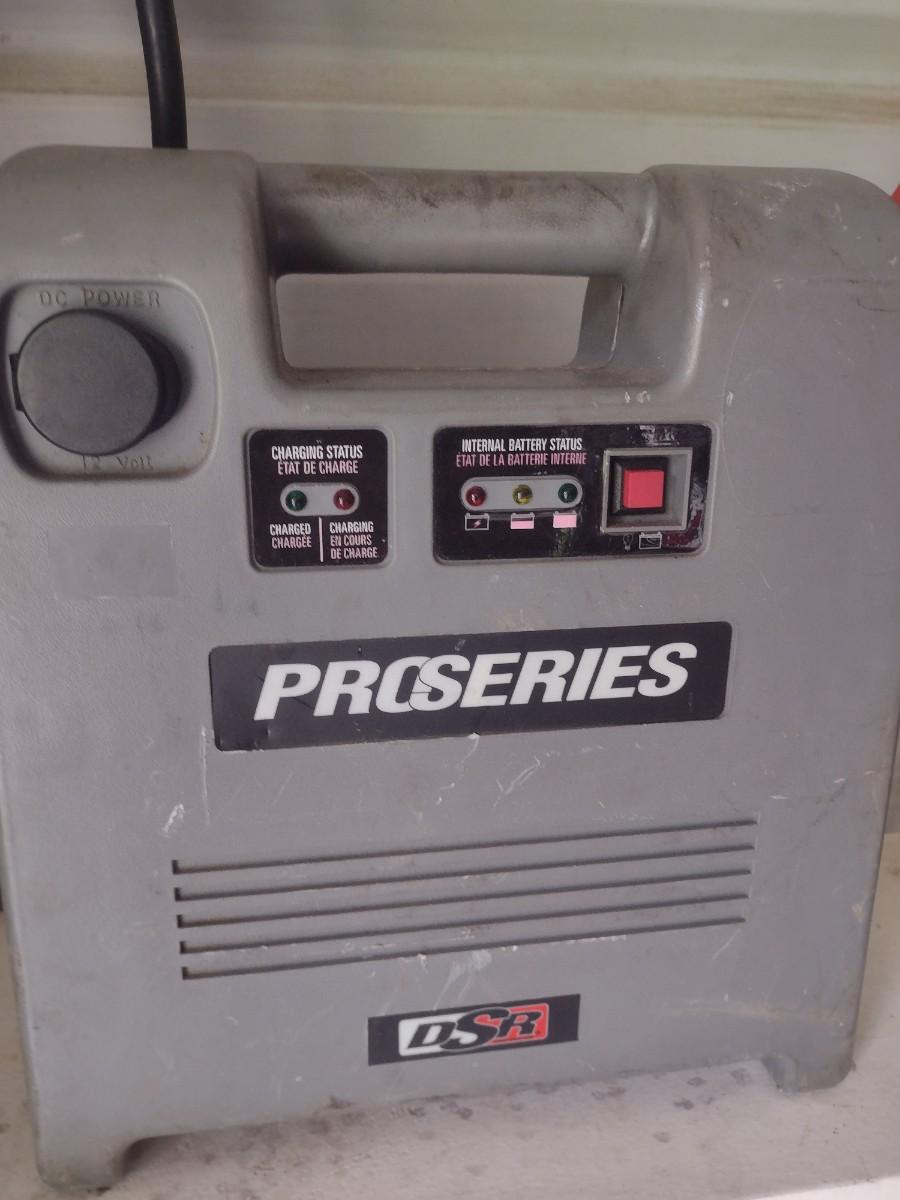 DC POWER
12 Volt
CHARGING STATUS
ÉTAT DE CHARGE
CHARGED
CHARGÉE
CHARGING
EN COURS
DE CHARGE
INTERNAL BATTERY STATUS
ÉTAT DE LA BATTERIE INTERNE
PROSERIES
DSR